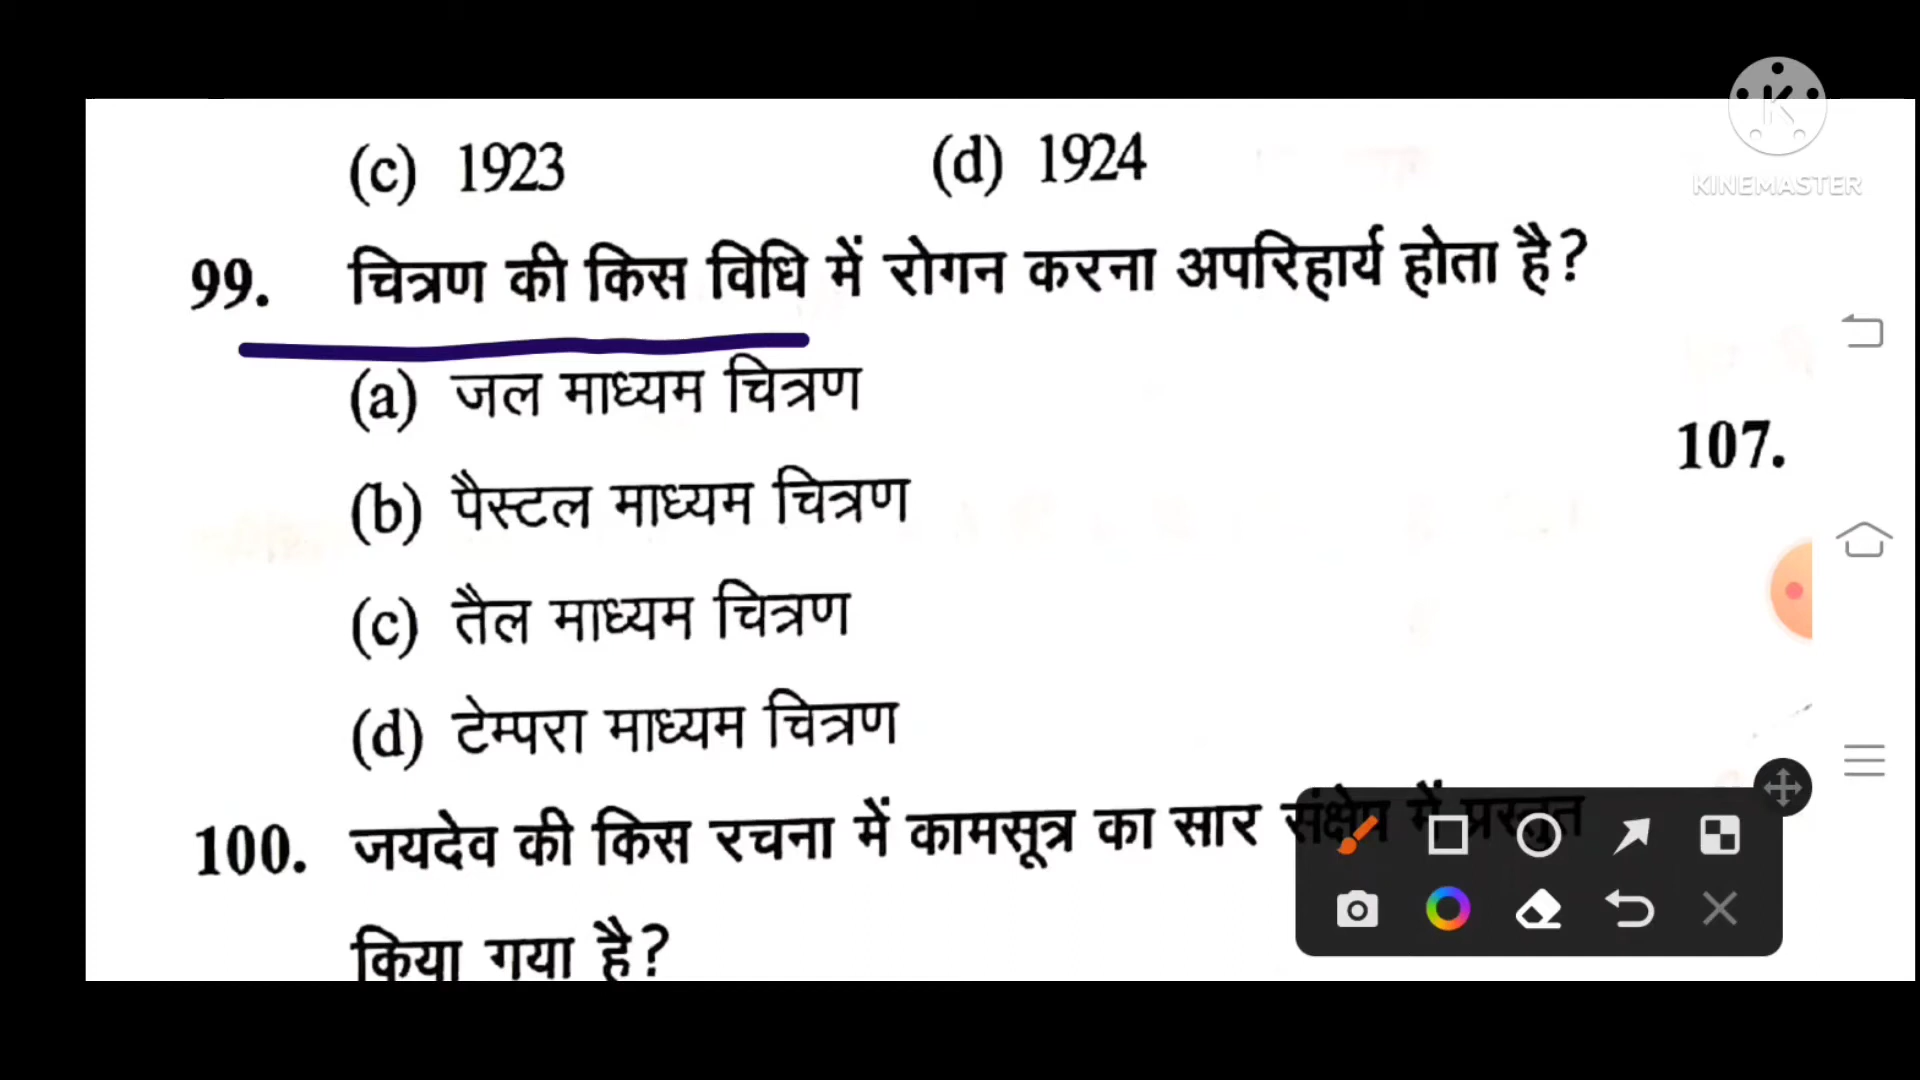 (c) 1923 (d) 1924
KINEMASTER
99. चित्रण की किस विधि में रोगन करना अपरिहार्य होता है?
(a) जल माध्यम चित्रण
107.
(b) पैस्टल माध्यम चित्रण
(c) तैल माध्यम चित्रण
(d) टेम्परा माध्यम चित्रण
100. जयदेव की किस रचना में कामसूत्र का सार संक्षेप में प्रस्तुत
किया गया है?